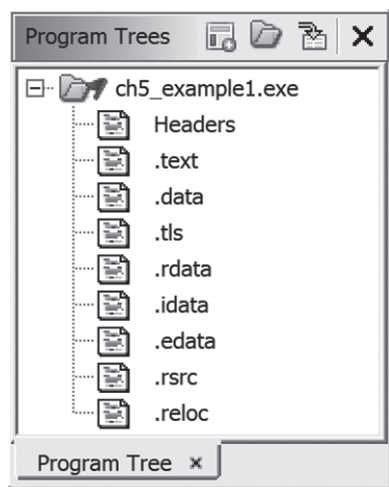 Program Trees
ch5_example1.exe
Headers
.text
.data
.tls
.rdata
.idata
.edata
.rsrc
.reloc
Program Tree